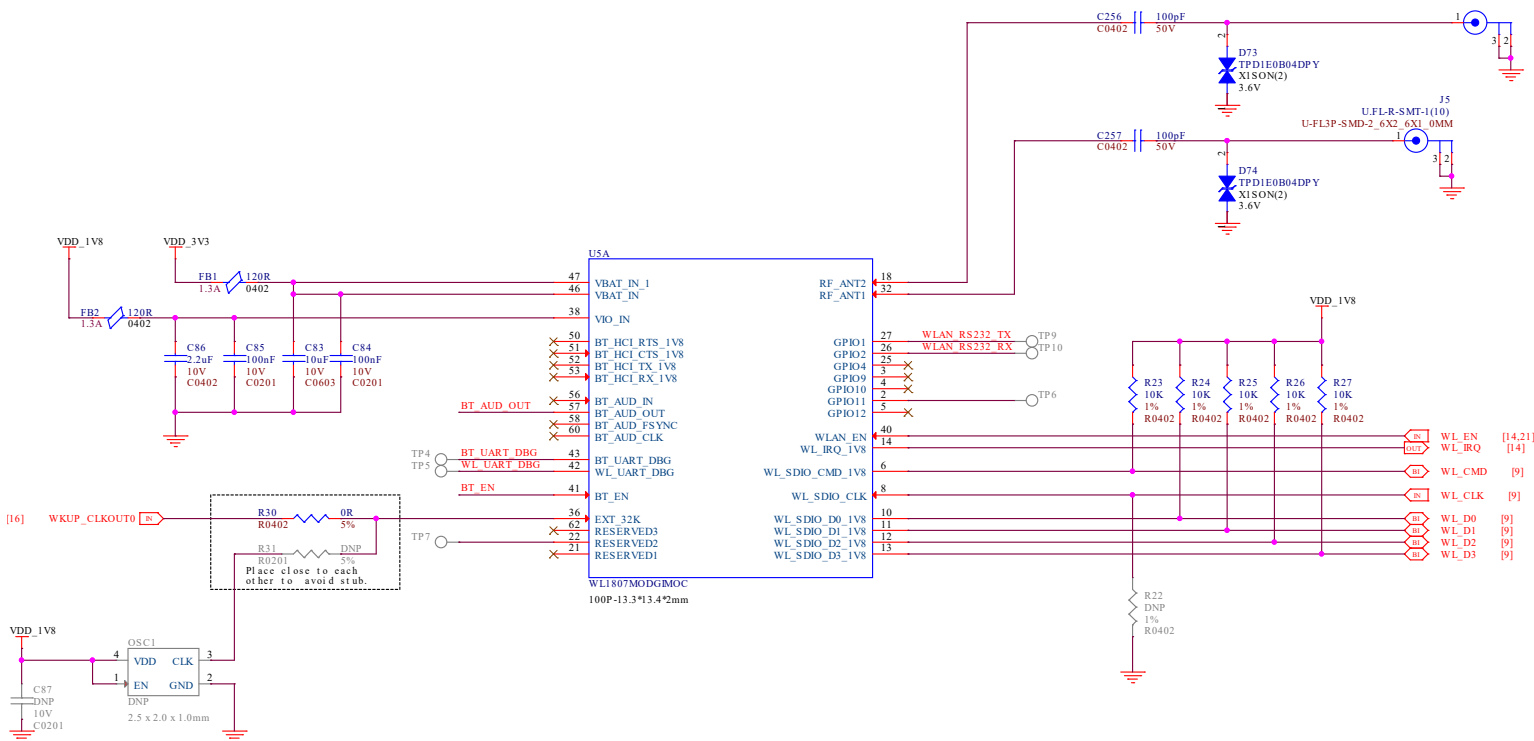 C256 100pF
C0402 50V
1
3 2
2
D73
TPD1E0B04DPY
X1SON(2)
3.6V
1
J5
U.FL-R-SMT-1(10)
U-FL3P-SMD-2_6X2_6X1_0MM
C257 100pF
C0402 50V
1
3 2
2
D74
TPD1E0B04DPY
X1SON(2)
3.6V
1
VDD_1V8
VDD_3V3
FB1 120R
1.3A 0402
FB2 120R
1.3A 0402
C86
2.2uF
10V
C0402
C85
100nF
10V
C0201
C83
10uF
10V
C0603
C84
100nF
10V
C0201
U5A
47 VBAT_IN_1
46 VBAT_IN
38 VIO_IN
50 BT_HCI_RTS_1V8
51 BT_HCI_CTS_1V8
52 BT_HCI_TX_1V8
53 BT_HCI_RX_1V8
56 BT_AUD_IN
BT_AUD_OUT 57 BT_AUD_OUT
58 BT_AUD_FSYNC
60 BT_AUD_CLK
TP4 BT_UART_DBG 43 BT_UART_DBG
TP5 WL_UART_DBG 42 WL_UART_DBG
BT_EN 41 BT_EN
36 EXT_32K
62 RESERVED3
TP7 22 RESERVED2
21 RESERVED1
RF_ANT2 18
RF_ANT1 32
GPIO1 27 WLAN_RS232_TX TP9
GPIO2 26 WLAN_RS232_RX TP10
GPIO4 25
GPIO9 3
GPIO10 4
GPIO11 2 TP6
GPIO12 5
WLAN_EN 40
WL_IRQ_1V8 14
WL_SDIO_CMD_1V8 6
WL_SDIO_CLK 8
WL_SDIO_D0_1V8 10
WL_SDIO_D1_1V8 11
WL_SDIO_D2_1V8 12
WL_SDIO_D3_1V8 13
WL1807MODGIMOC
100P-13.3*13.4*2mm
VDD_1V8
R23
10K
1%
R0402
R24
10K
1%
R0402
R25
10K
1%
R0402
R26
10K
1%
R0402
R27
10K
1%
R0402
IN WL_EN [14,21]
OUT WL_IRQ [14]
BI WL_CMD [9]
IN WL_CLK [9]
BI WL_D0 [9]
BI WL_D1 [9]
BI WL_D2 [9]
BI WL_D3 [9]
R22
DNP
1%
R0402
[16] WKUP_CLKOUT0 IN
R30 0R
R0402 5%
R31 DNP
R0201 5%
Place close to each
other to avoid stub.
VDD_1V8
OSC1
4 VDD CLK 3
1 EN GND 2
DNP
2.5 x 2.0 x 1.0mm
C87
DNP
10V
C0201